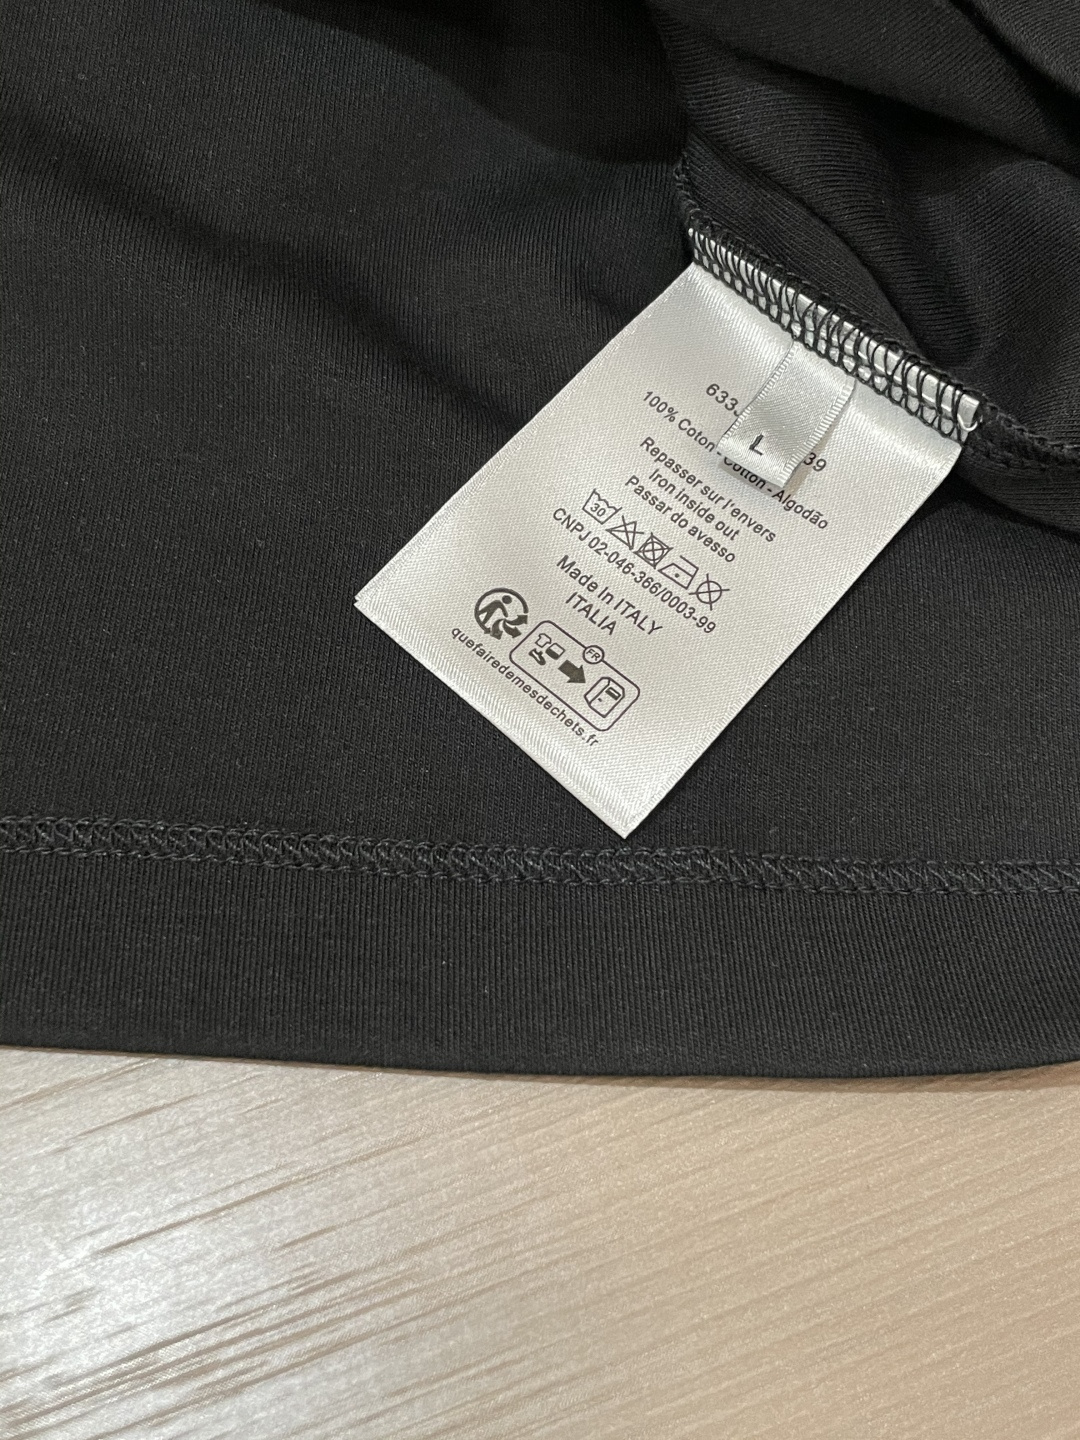 L
100% Coton - Cotton - Algodão
Repasser sur l'envers
Iron inside out
Passar do avesso
30
CNPJ 02-046-366/0003-99
Made in ITALY
ITALIA
FR
quefairedemesdechets.fr